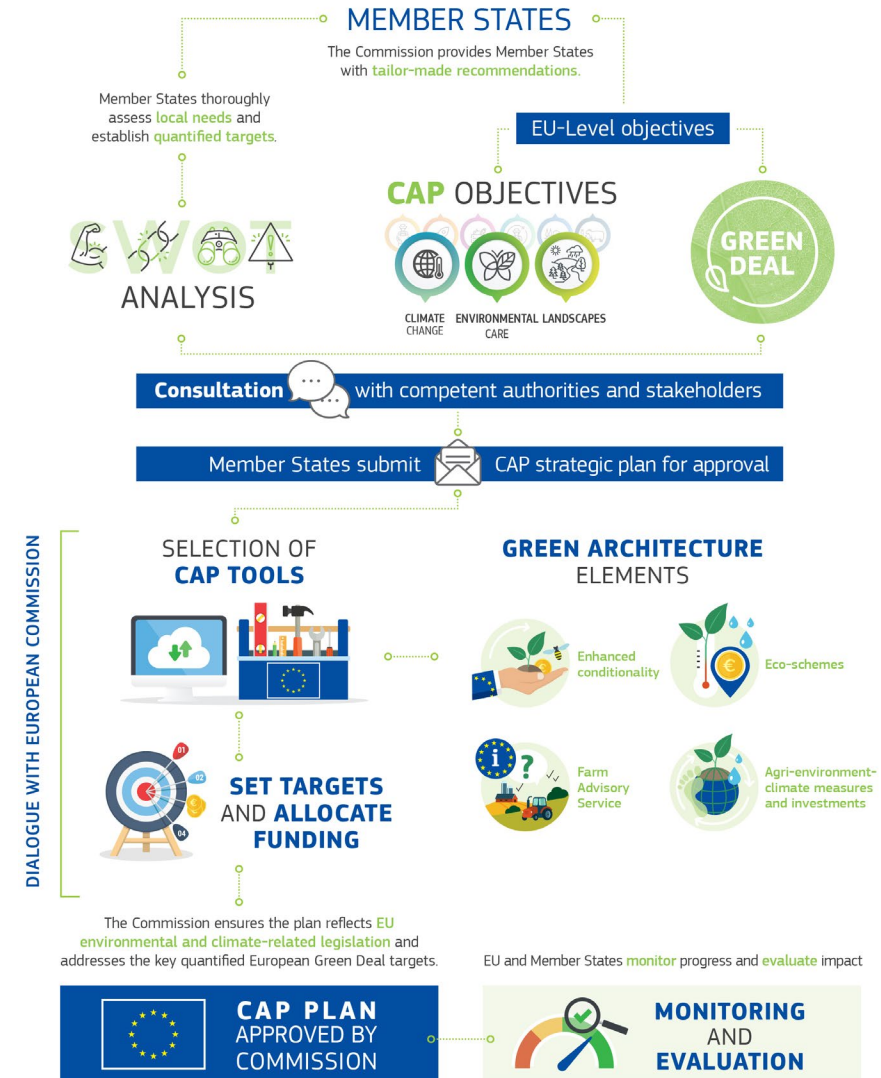 MEMBER STATES
The Commission provides Member States
with tailor-made recommendations.
Member States thoroughly
assess local needs and
establish quantified targets.
EU-Level objectives
SWOT
ANALYSIS
CAP OBJECTIVES
CLIMATE
CHANGE
ENVIRONMENTAL
CARE
LANDSCAPES
GREEN
DEAL
Consultation ... ... with competent authorities and stakeholders
Member States submit CAP strategic plan for approval
DIALOGUE WITH EUROPEAN COMMISSION
SELECTION OF
CAP TOOLS
GREEN ARCHITECTURE
ELEMENTS
Enhanced
conditionality
€
Eco-schemes
01
02
€
04
SET TARGETS
AND ALLOCATE
FUNDING
i
?
Farm
Advisory
Service
Agri-environment-
climate measures
and investments
The Commission ensures the plan reflects EU
environmental and climate-related legislation and
addresses the key quantified European Green Deal targets.
EU and Member States monitor progress and evaluate impact
CAP PLAN
APPROVED BY
COMMISSION
MONITORING
AND
EVALUATION